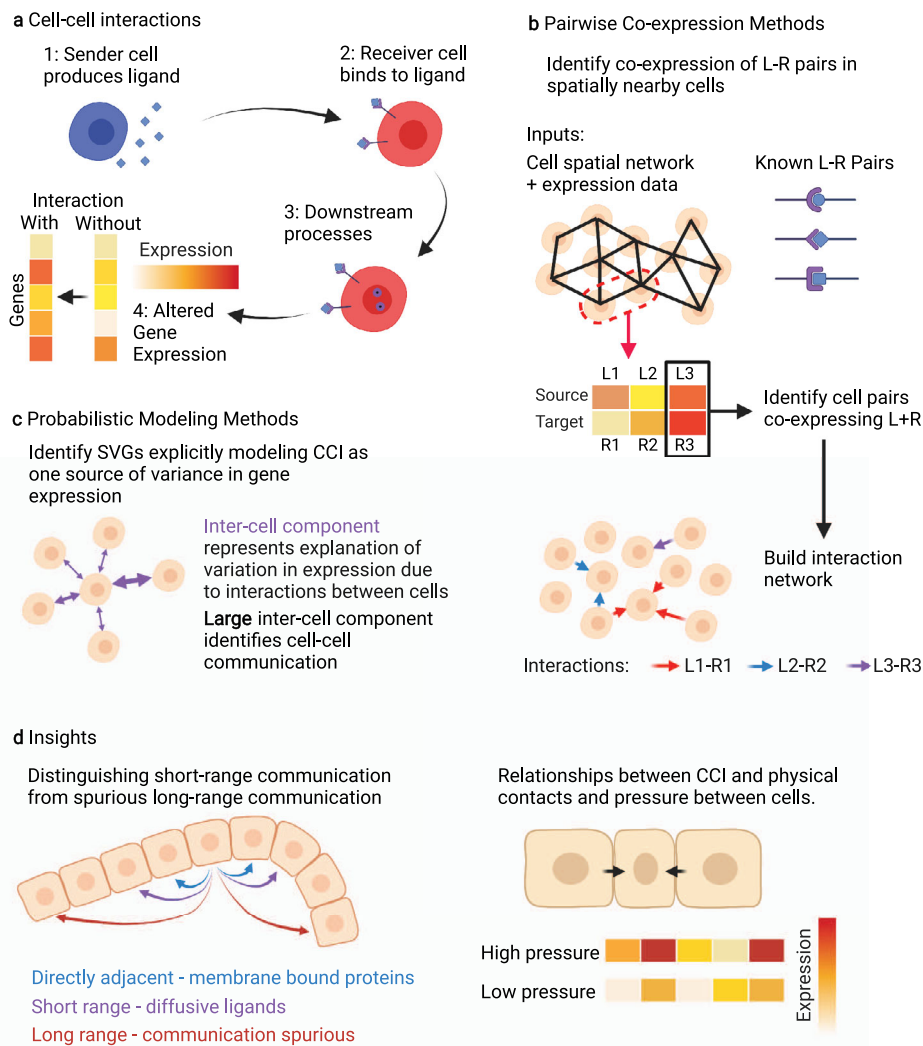 a Cell-cell interactions
1: Sender cell
produces ligand
2: Receiver cell
binds to ligand
3: Downstream
processes
Interaction
With Without
Genes
Expression
4: Altered
Gene
Expression
b Pairwise Co-expression Methods
Identify co-expression of L-R pairs in
spatially nearby cells
Inputs:
Cell spatial network
+ expression data
Known L-R Pairs
L1 L2 L3
Source
Target
R1 R2 R3
Identify cell pairs
co-expressing L+R
Build interaction
network
Interactions: L1-R1 L2-R2 L3-R3
c Probabilistic Modeling Methods
Identify SVGs explicitly modeling CCI as
one source of variance in gene
expression
Inter-cell component
represents explanation of
variation in expression due
to interactions between cells
Large inter-cell component
identifies cell-cell
communication
d Insights
Distinguishing short-range communication
from spurious long-range communication
Directly adjacent - membrane bound proteins
Short range - diffusive ligands
Long range - communication spurious
Relationships between CCI and physical
contacts and pressure between cells.
High pressure
Low pressure
Expression